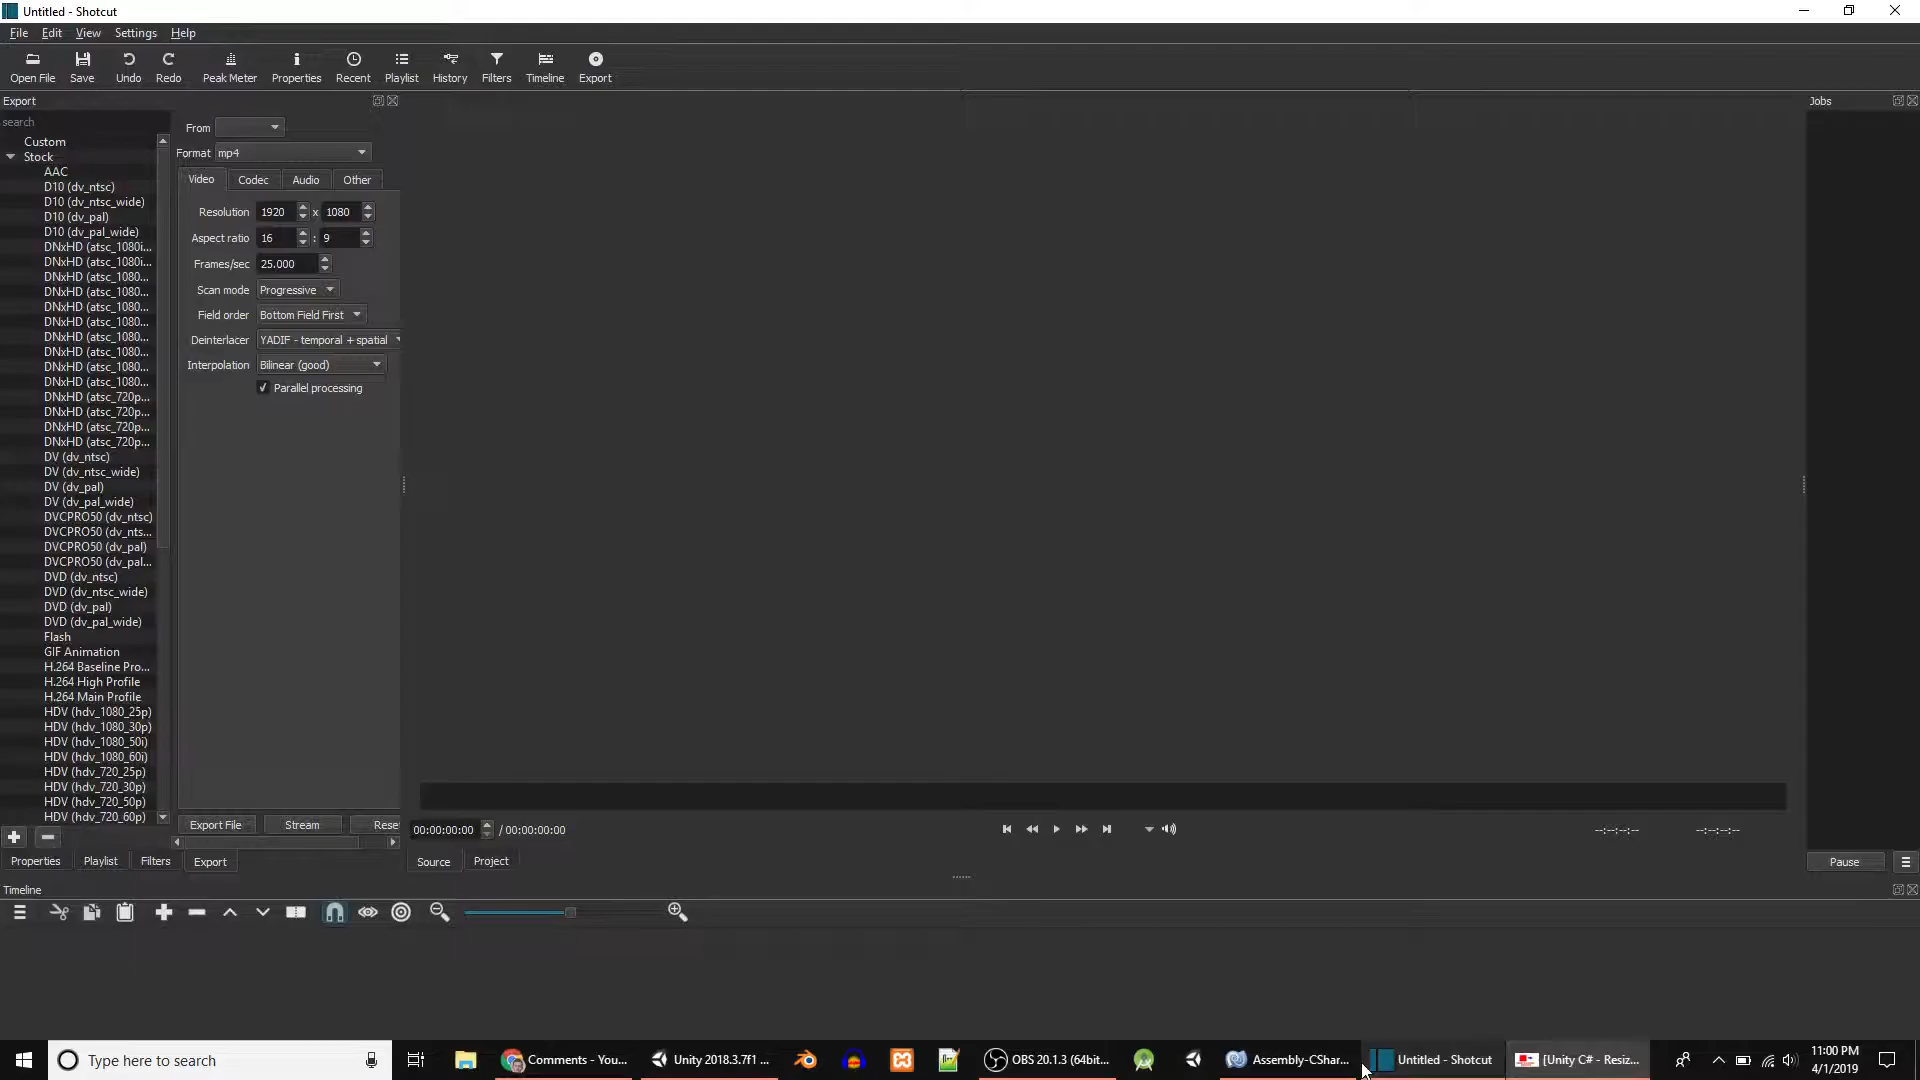 Untitled - Shotcut
File Edit View Settings Help
Open File Save Undo Redo Peak Meter Properties Recent Playlist History Filters Timeline Export
Export
search
Custom
Stock
AAC
D10 (dv_ntsc)
D10 (dv_ntsc_wide)
D10 (dv_pal)
D10 (dv_pal_wide)
DNxHD (atsc_1080i...
DNxHD (atsc_1080i...
DNxHD (atsc_1080...
DNxHD (atsc_1080...
DNxHD (atsc_1080...
DNxHD (atsc_1080...
DNxHD (atsc_1080...
DNxHD (atsc_1080...
DNxHD (atsc_1080...
DNxHD (atsc_1080...
DNxHD (atsc_720p...
DNxHD (atsc_720p...
DNxHD (atsc_720p...
DNxHD (atsc_720p...
DV (dv_ntsc)
DV (dv_ntsc_wide)
DV (dv_pal)
DV (dv_pal_wide)
DVCPRO50 (dv_ntsc)
DVCPRO50 (dv_nts...
DVCPRO50 (dv_pal)
DVCPRO50 (dv_pal...
DVD (dv_ntsc)
DVD (dv_ntsc_wide)
DVD (dv_pal)
DVD (dv_pal_wide)
Flash
GIF Animation
H.264 Baseline Pro...
H.264 High Profile
H.264 Main Profile
HDV (hdv_1080_25p)
HDV (hdv_1080_30p)
HDV (hdv_1080_50i)
HDV (hdv_1080_60i)
HDV (hdv_720_25p)
HDV (hdv_720_30p)
HDV (hdv_720_50p)
HDV (hdv_720_60p)
From
Format mp4
Video Codec Audio Other
Resolution 1920 x 1080
Aspect ratio 16 : 9
Frames/sec 25.000
Scan mode Progressive
Field order Bottom Field First
Deinterlacer YADIF - temporal + spatial
Interpolation Bilinear (good)
Parallel processing
Export File Stream Rese
Properties Playlist Filters Export
00:00:00:00 / 00:00:00:00
--:--:--:-- --:--:--:--
Source Project
Jobs
Pause
Timeline
Type here to search
Comments - You...
Unity 2018.3.7f1 ...
OBS 20.1.3 (64bit...
Assembly-CShar...
Untitled - Shotcut
[Unity C# - Resiz...
11:00 PM
4/1/2019